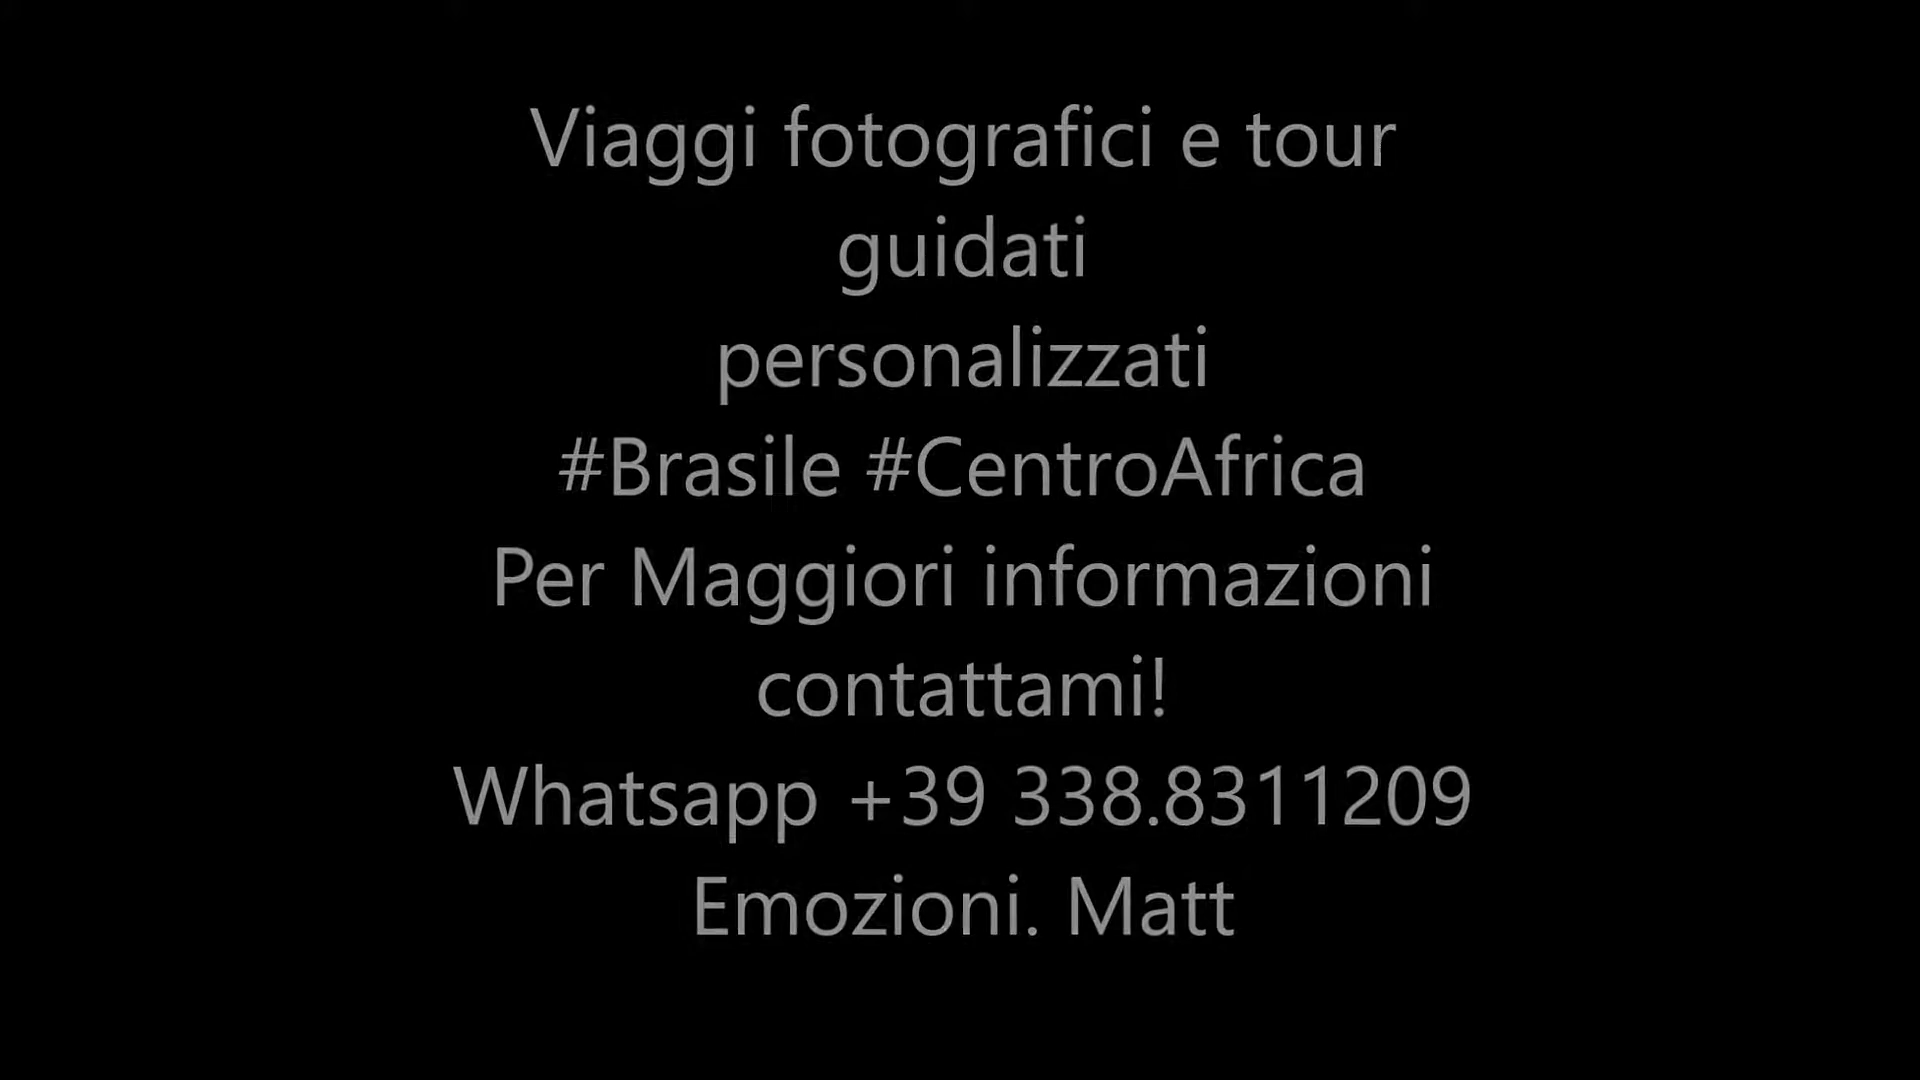 Viaggi fotografici e tour
guidati
personalizzati
#Brasile #CentroAfrica
Per Maggiori informazioni
contattami!
Whatsapp +39 338.8311209
Emozioni. Matt